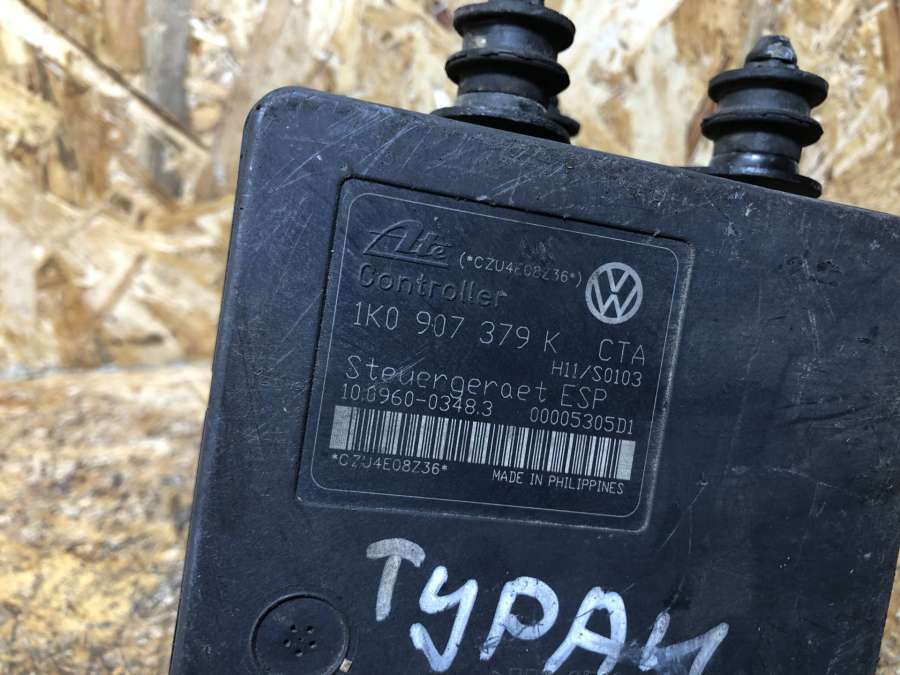 Ate (*CZU4E08Z36*)
Controller
1K0 907 379 K CTA
H11/S0103
Steuergeraet ESP
10.0960-0348.3 00005305D1
*CZU4E08Z36*
MADE IN PHILIPPINES
ТУРАН